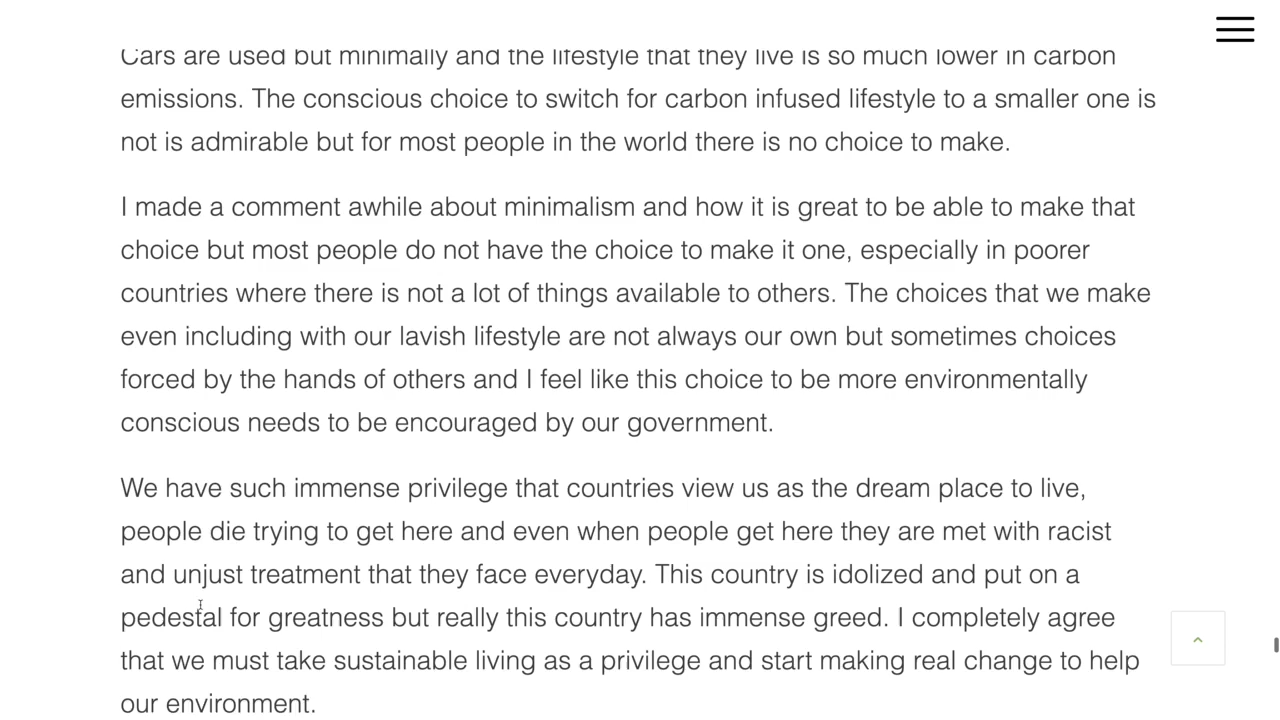 Cars are used but minimally and the lifestyle that they live is so much lower in carbon
emissions. The conscious choice to switch for carbon infused lifestyle to a smaller one is
not is admirable but for most people in the world there is no choice to make.
I made a comment awhile about minimalism and how it is great to be able to make that
choice but most people do not have the choice to make it one, especially in poorer
countries where there is not a lot of things available to others. The choices that we make
even including with our lavish lifestyle are not always our own but sometimes choices
forced by the hands of others and I feel like this choice to be more environmentally
conscious needs to be encouraged by our government.
We have such immense privilege that countries view us as the dream place to live,
people die trying to get here and even when people get here they are met with racist
and unjust treatment that they face everyday. This country is idolized and put on a
pedestal for greatness but really this country has immense greed. I completely agree
that we must take sustainable living as a privilege and start making real change to help
our environment.